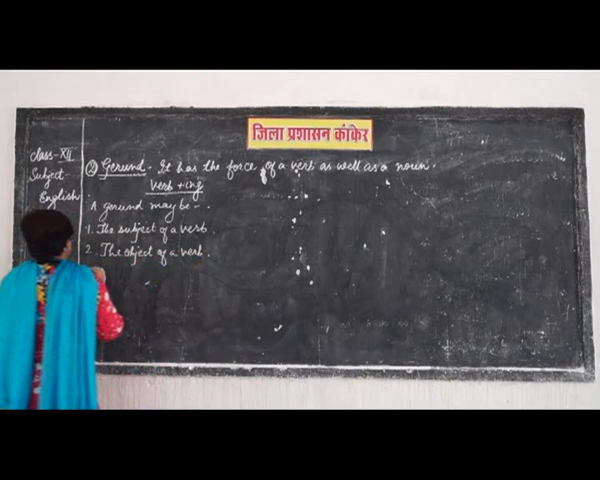 जिला प्रशासन कांकेर
Class-XII
Subject-
English
② Gerund - It has the force of a verb as well as a noun.
Verb + ing
A gerund may be -
1. The subject of a verb
2. The object of a verb.